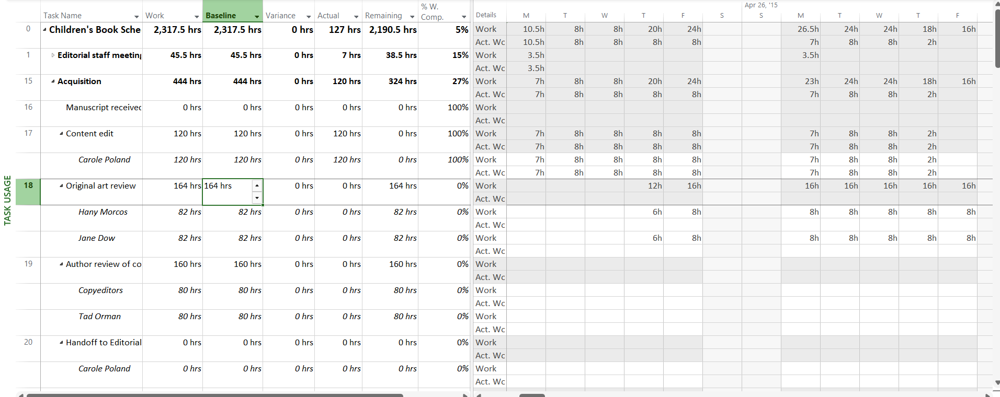 Apr 26, '15
Task Name Work Baseline Variance Actual Remaining % W. Comp. Details M T W T F S S M T W T F
0 Children's Book Sche 2,317.5 hrs 2,317.5 hrs 0 hrs 127 hrs 2,190.5 hrs 5% Work 10.5h 8h 8h 20h 24h 26.5h 24h 24h 18h 16h
Act. Wc 10.5h 8h 8h 8h 8h 7h 8h 8h 2h
1 Editorial staff meeting 45.5 hrs 45.5 hrs 0 hrs 7 hrs 38.5 hrs 15% Work 3.5h 3.5h
Act. Wc 3.5h
15 Acquisition 444 hrs 444 hrs 0 hrs 120 hrs 324 hrs 27% Work 7h 8h 8h 20h 24h 23h 24h 24h 18h 16h
Act. Wc 7h 8h 8h 8h 8h 7h 8h 8h 2h
16 Manuscript received 0 hrs 0 hrs 0 hrs 0 hrs 0 hrs 100% Work
Act. Wc
17 Content edit 120 hrs 120 hrs 0 hrs 120 hrs 0 hrs 100% Work 7h 8h 8h 8h 8h 7h 8h 8h 2h
Act. Wc 7h 8h 8h 8h 8h 7h 8h 8h 2h
Carole Poland 120 hrs 120 hrs 0 hrs 120 hrs 0 hrs 100% Work 7h 8h 8h 8h 8h 7h 8h 8h 2h
Act. Wc 7h 8h 8h 8h 8h 7h 8h 8h 2h
18 Original art review 164 hrs 164 hrs 0 hrs 0 hrs 164 hrs 0% Work 12h 16h 16h 16h 16h 16h 16h
Act. Wc
TASK USAGE
Hany Morcos 82 hrs 82 hrs 0 hrs 0 hrs 82 hrs 0% Work 6h 8h 8h 8h 8h 8h 8h
Act. Wc
Jane Dow 82 hrs 82 hrs 0 hrs 0 hrs 82 hrs 0% Work 6h 8h 8h 8h 8h 8h 8h
Act. Wc
19 Author review of co 160 hrs 160 hrs 0 hrs 0 hrs 160 hrs 0% Work
Act. Wc
Copyeditors 80 hrs 80 hrs 0 hrs 0 hrs 80 hrs 0% Work
Act. Wc
Tad Orman 80 hrs 80 hrs 0 hrs 0 hrs 80 hrs 0% Work
Act. Wc
20 Handoff to Editorial 0 hrs 0 hrs 0 hrs 0 hrs 0 hrs 0% Work
Act. Wc
Carole Poland 0 hrs 0 hrs 0 hrs 0 hrs 0 hrs 0% Work
Act. Wc